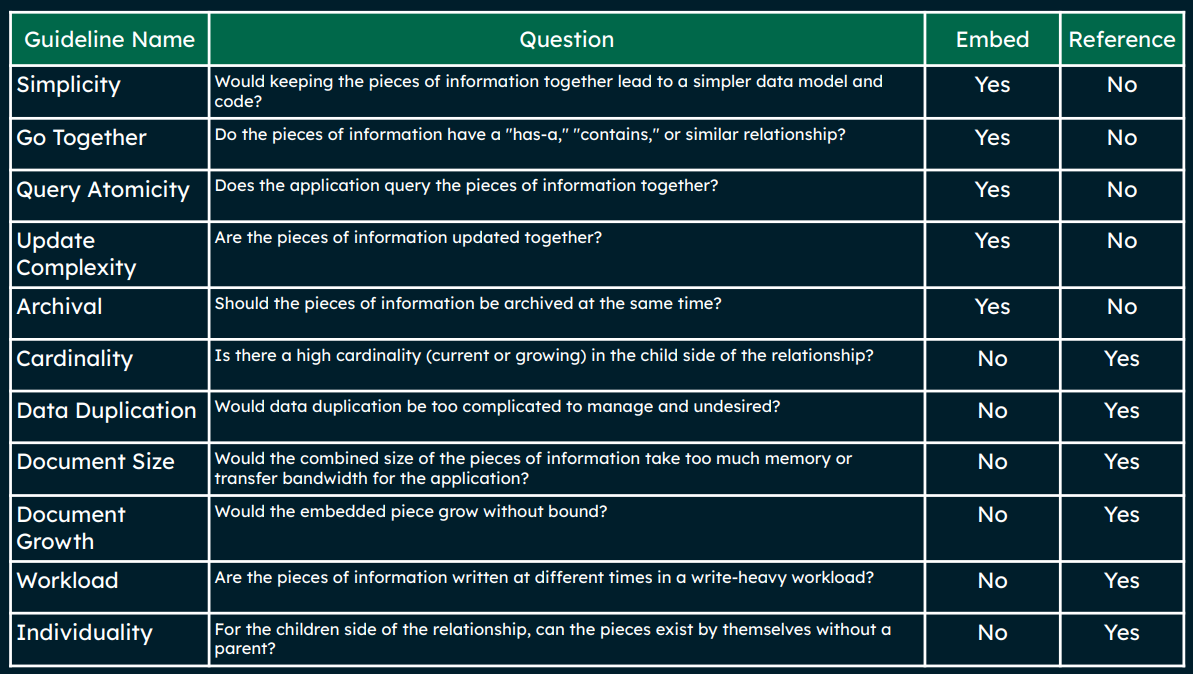 Guideline Name Question Embed Reference
Simplicity Would keeping the pieces of information together lead to a simpler data model and Yes No
code?
Go Together Do the pieces of information have a "has-a," "contains," or similar relationship? Yes No
Query Atomicity Does the application query the pieces of information together? Yes No
Update Are the pieces of information updated together? Yes No
Complexity
Archival Should the pieces of information be archived at the same time? Yes No
Cardinality Is there a high cardinality (current or growing) in the child side of the relationship? No Yes
Data Duplication Would data duplication be too complicated to manage and undesired? No Yes
Document Size Would the combined size of the pieces of information take too much memory or No Yes
transfer bandwidth for the application?
Document Would the embedded piece grow without bound? No Yes
Growth
Workload Are the pieces of information written at different times in a write-heavy workload? No Yes
Individuality For the children side of the relationship, can the pieces exist by themselves without a No Yes
parent?